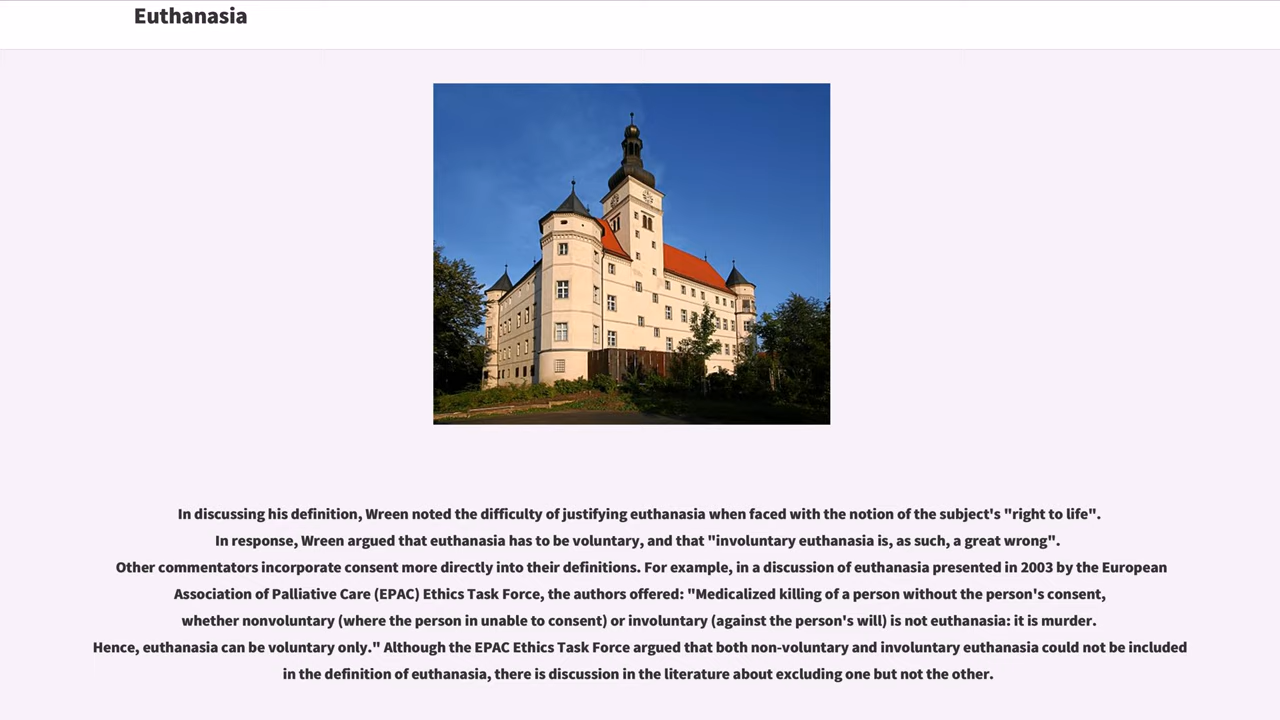 Euthanasia
In discussing his definition, Wreen noted the difficulty of justifying euthanasia when faced with the notion of the subject's "right to life".
In response, Wreen argued that euthanasia has to be voluntary, and that "involuntary euthanasia is, as such, a great wrong".
Other commentators incorporate consent more directly into their definitions. For example, in a discussion of euthanasia presented in 2003 by the European
Association of Palliative Care (EPAC) Ethics Task Force, the authors offered: "Medicalized killing of a person without the person's consent,
whether nonvoluntary (where the person in unable to consent) or involuntary (against the person's will) is not euthanasia: it is murder.
Hence, euthanasia can be voluntary only." Although the EPAC Ethics Task Force argued that both non-voluntary and involuntary euthanasia could not be included
in the definition of euthanasia, there is discussion in the literature about excluding one but not the other.